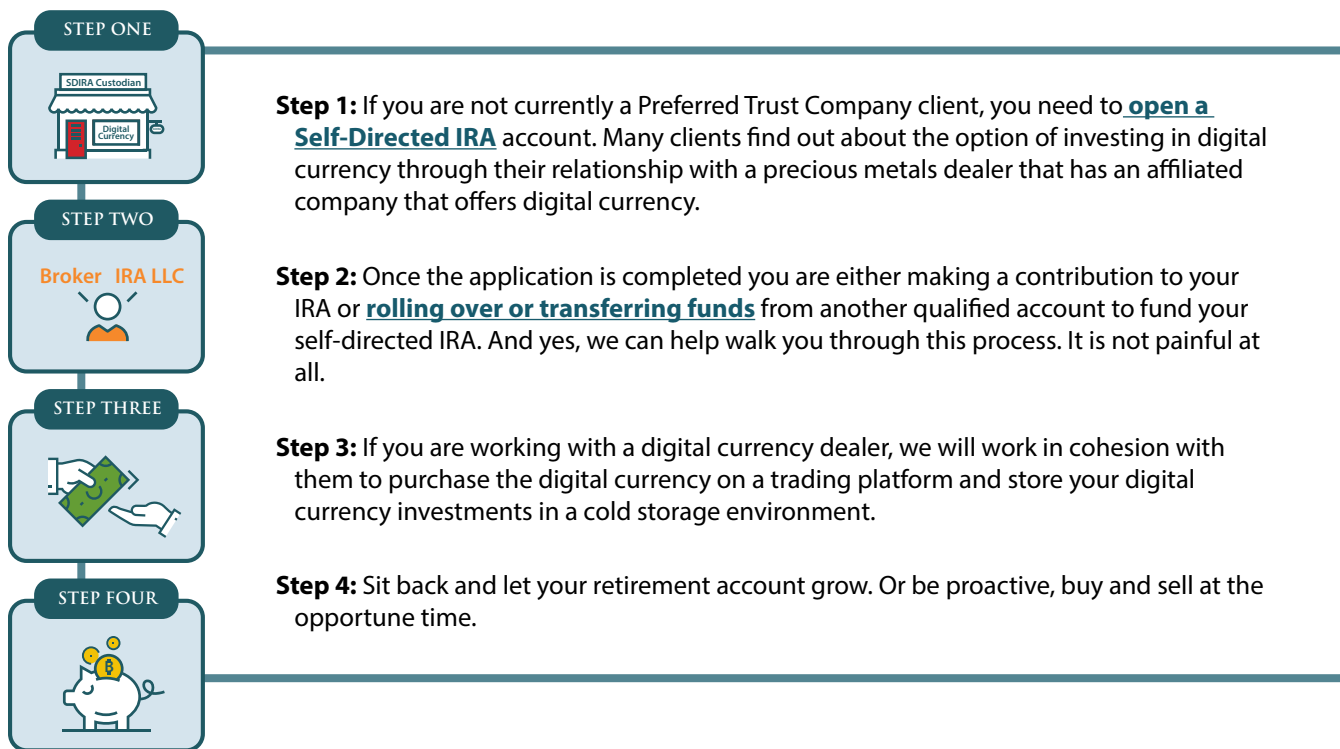 STEP ONE
SDIRA Custodian
Digital
Currency
STEP TWO
Broker IRA LLC
STEP THREE
STEP FOUR
₿
Step 1: If you are not currently a Preferred Trust Company client, you need to open a
Self-Directed IRA account. Many clients find out about the option of investing in digital
currency through their relationship with a precious metals dealer that has an affiliated
company that offers digital currency.
Step 2: Once the application is completed you are either making a contribution to your
IRA or rolling over or transferring funds from another qualified account to fund your
self-directed IRA. And yes, we can help walk you through this process. It is not painful at
all.
Step 3: If you are working with a digital currency dealer, we will work in cohesion with
them to purchase the digital currency on a trading platform and store your digital
currency investments in a cold storage environment.
Step 4: Sit back and let your retirement account grow. Or be proactive, buy and sell at the
opportune time.